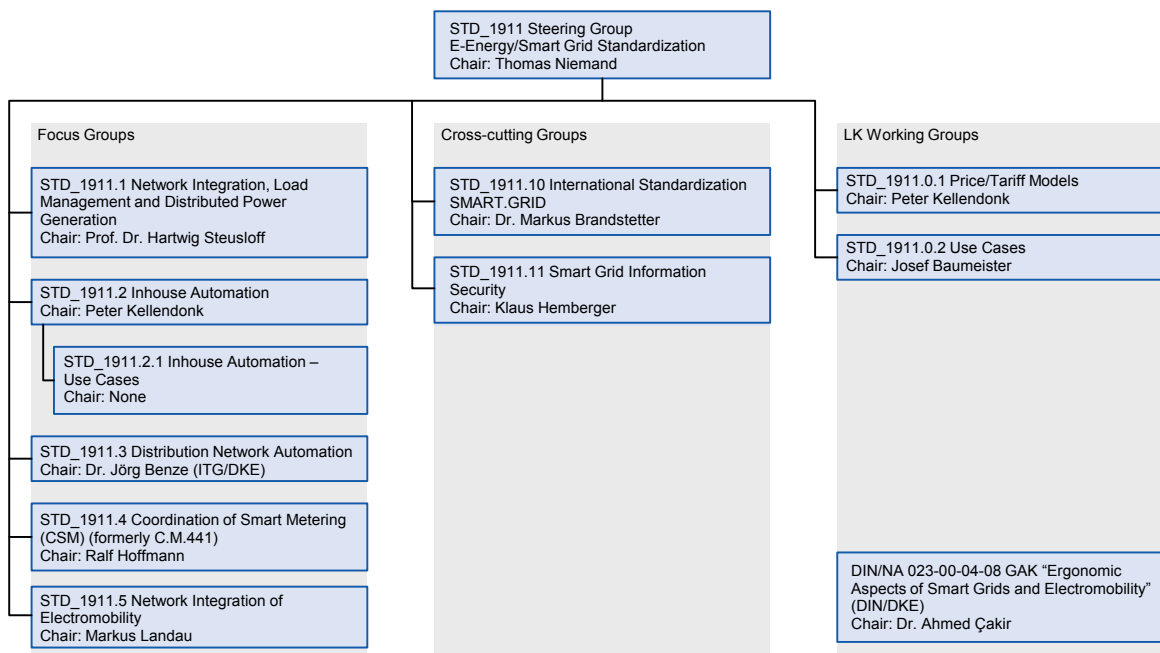 STD_1911 Steering Group
E-Energy/Smart Grid Standardization
Chair: Thomas Niemand
Focus Groups
STD_1911.1 Network Integration, Load
Management and Distributed Power
Generation
Chair: Prof. Dr. Hartwig Steusloff
STD_1911.2 Inhouse Automation
Chair: Peter Kellendonk
STD_1911.2.1 Inhouse Automation –
Use Cases
Chair: None
STD_1911.3 Distribution Network Automation
Chair: Dr. Jörg Benze (ITG/DKE)
STD_1911.4 Coordination of Smart Metering
(CSM) (formerly C.M.441)
Chair: Ralf Hoffmann
STD_1911.5 Network Integration of
Electromobility
Chair: Markus Landau
Cross-cutting Groups
STD_1911.10 International Standardization
SMART.GRID
Chair: Dr. Markus Brandstetter
STD_1911.11 Smart Grid Information
Security
Chair: Klaus Hemberger
LK Working Groups
STD_1911.0.1 Price/Tariff Models
Chair: Peter Kellendonk
STD_1911.0.2 Use Cases
Chair: Josef Baumeister
DIN/NA 023-00-04-08 GAK “Ergonomic
Aspects of Smart Grids and Electromobility”
(DIN/DKE)
Chair: Dr. Ahmed Çakir